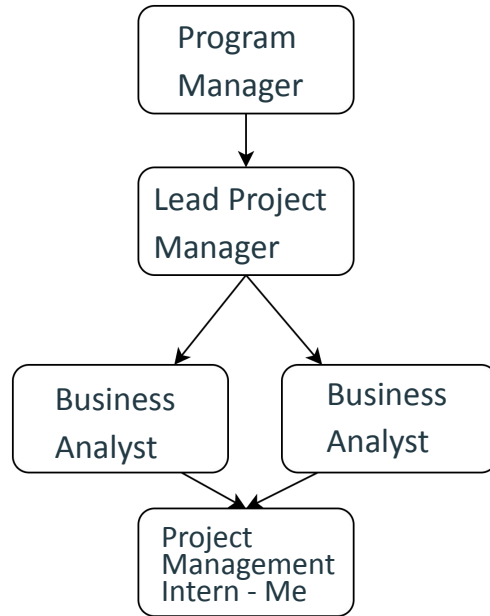 Program
Manager
Lead Project
Manager
Business
Analyst
Business
Analyst
Project
Management
Intern - Me